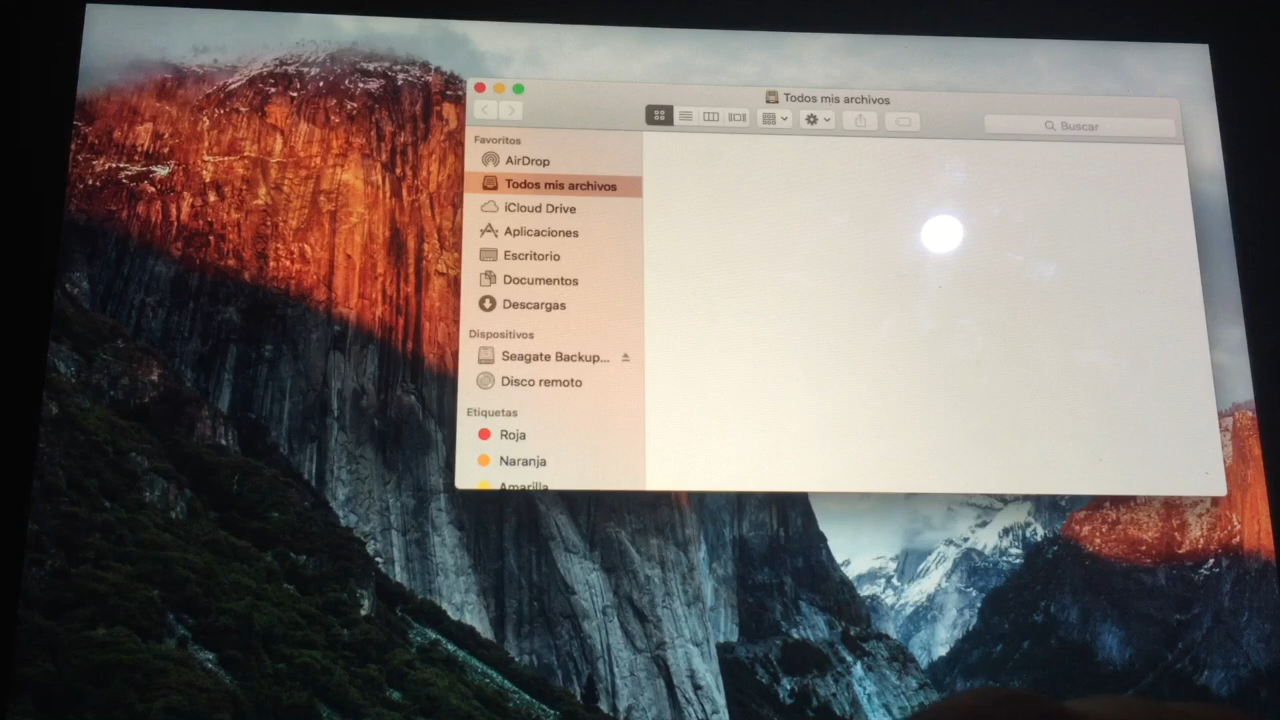 Todos mis archivos
Buscar
Favoritos
AirDrop
Todos mis archivos
iCloud Drive
Aplicaciones
Escritorio
Documentos
Descargas
Dispositivos
Seagate Backup...
Disco remoto
Etiquetas
Roja
Naranja
Amarilla